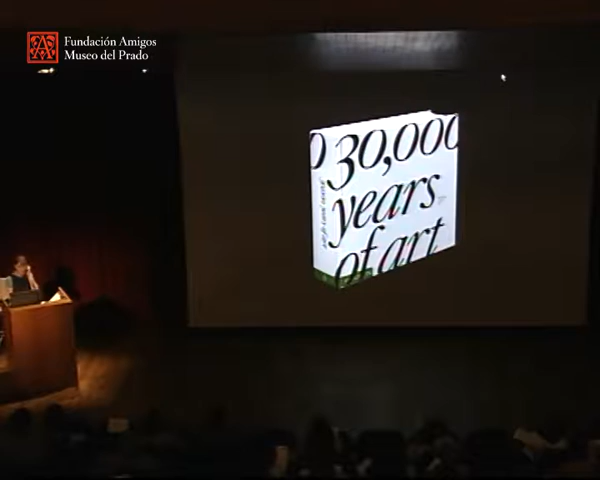 Fundación Amigos
Museo del Prado
30,000
years
of art